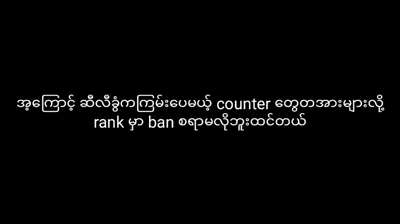 အဲ့ကြောင့် ဆီလီခွံကကြမ်းပေမယ့် counter တွေတအားများလို့
rank မှာ ban စရာမလိုဘူးထင်တယ်